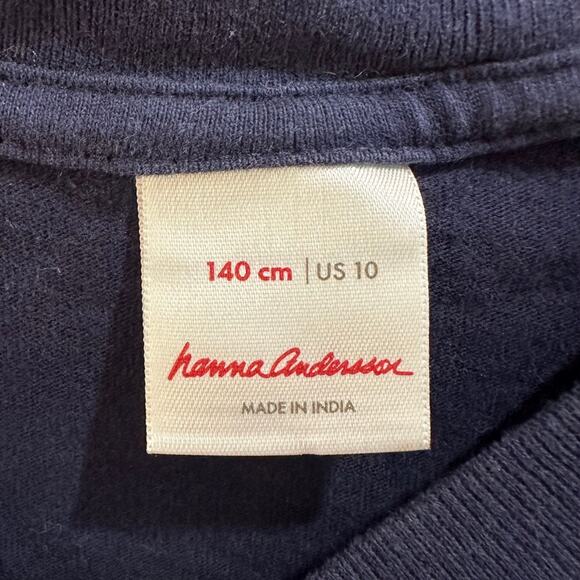 140 cm | US 10
hanna Andersson
MADE IN INDIA